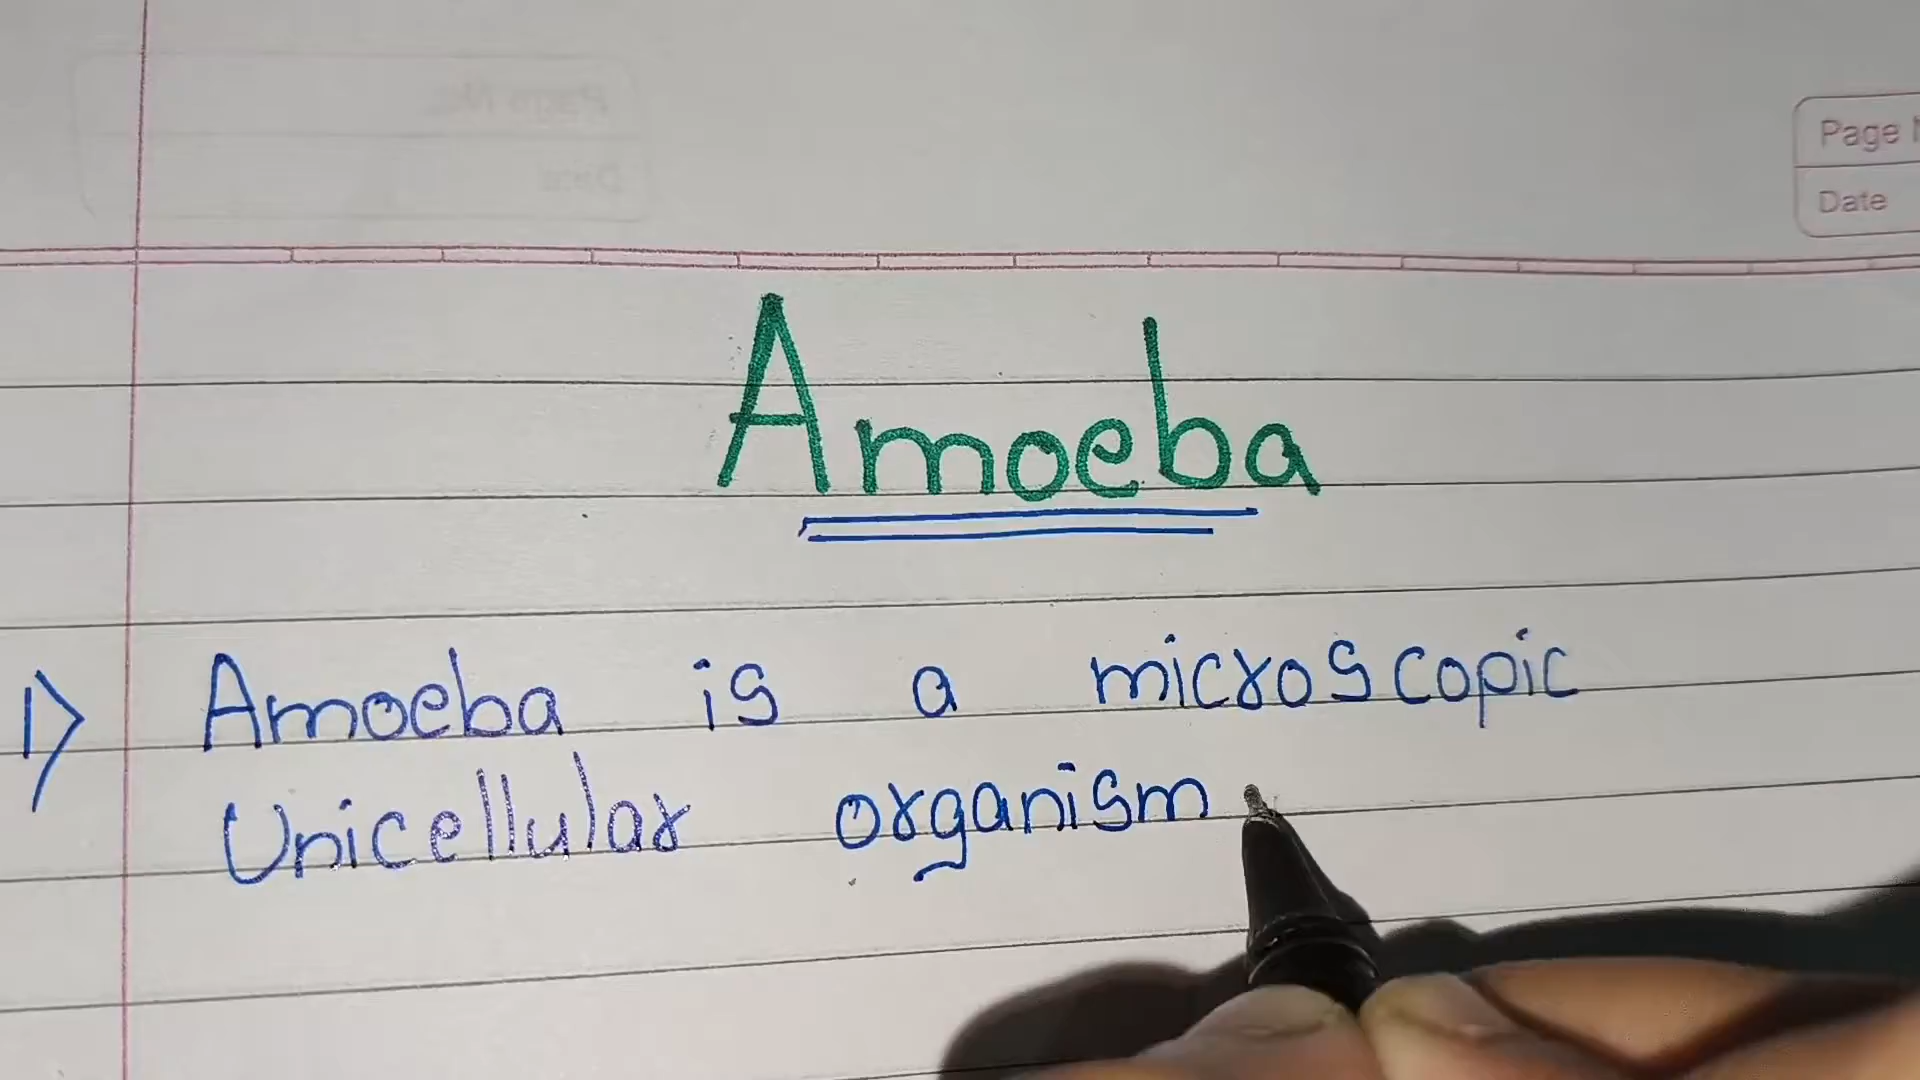 Page
Date
Amoeba
1) Amoeba is a microscopic
Unicellular organism